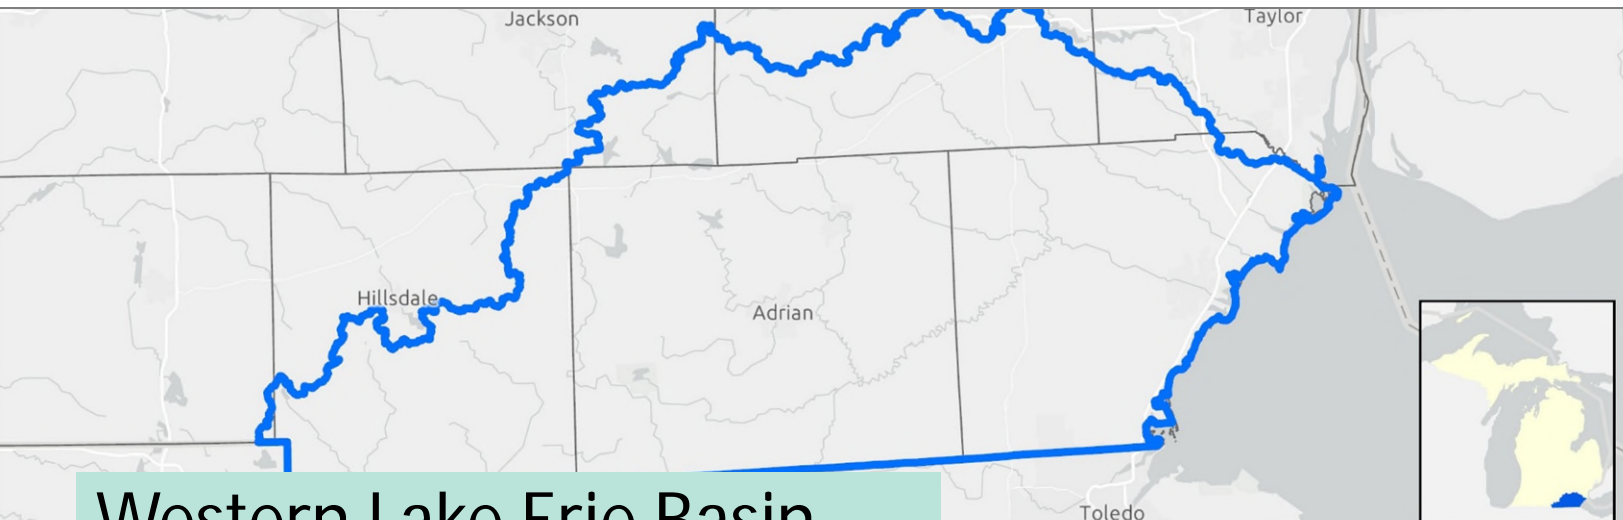 Jackson
Taylor
Hillsdale
Adrian
Western Lake Erie Basin
Toledo